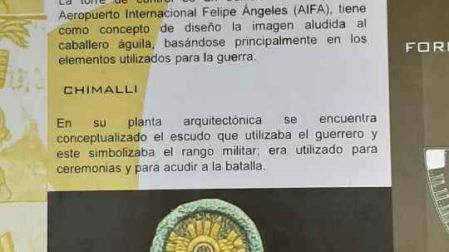 Aeropuerto Internacional Felipe Ángeles (AIFA), tiene
como concepto de diseño la imagen aludida al
caballero águila, basándose principalmente en los
elementos utilizados para la guerra.
CHIMALLI
En su planta arquitectónica se encuentra
conceptualizado el escudo que utilizaba el guerrero y
este simbolizaba el rango militar; era utilizado para
ceremonias y para acudir a la batalla.